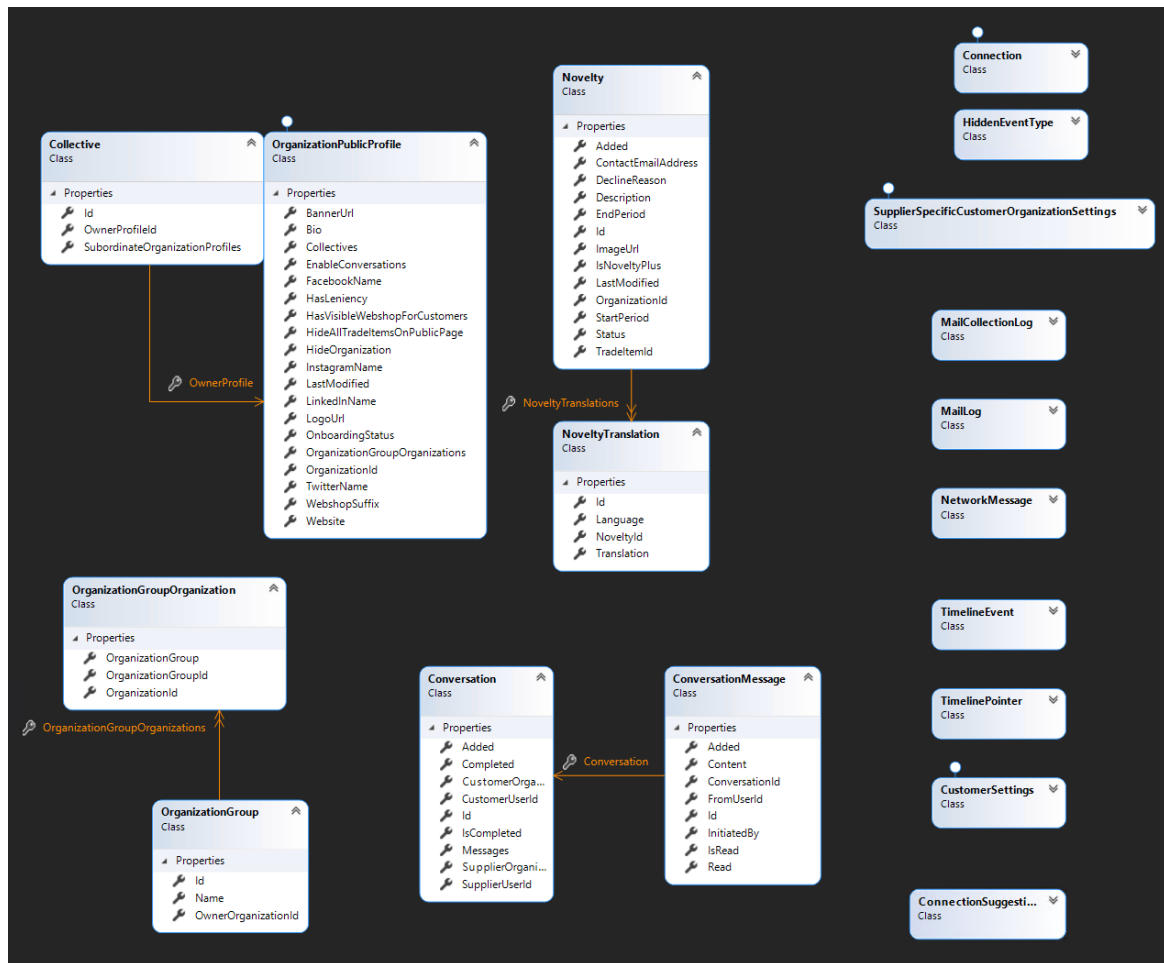 Collective
Class
Properties
Id
OwnerProfileId
SubordinateOrganizationProfiles
OwnerProfile
OrganizationPublicProfile
Class
Properties
BannerUrl
Bio
Collectives
EnableConversations
FacebookName
HasLeniency
HasVisibleWebshopForCustomers
HideAllTradeItemsOnPublicPage
HideOrganization
InstagramName
LastModified
LinkedInName
LogoUrl
OnboardingStatus
OrganizationGroupOrganizations
OrganizationId
TwitterName
WebshopSuffix
Website
Novelty
Class
Properties
Added
ContactEmailAddress
DeclineReason
Description
EndPeriod
Id
ImageUrl
IsNoveltyPlus
LastModified
OrganizationId
StartPeriod
Status
TradeItemId
NoveltyTranslations
NoveltyTranslation
Class
Properties
Id
Language
NoveltyId
Translation
OrganizationGroupOrganization
Class
Properties
OrganizationGroup
OrganizationGroupId
OrganizationId
OrganizationGroupOrganizations
OrganizationGroup
Class
Properties
Id
Name
OwnerOrganizationId
Conversation
Class
Properties
Added
Completed
CustomerOrga...
CustomerUserId
Id
IsCompleted
Messages
SupplierOrgani...
SupplierUserId
Conversation
ConversationMessage
Class
Properties
Added
Content
ConversationId
FromUserId
Id
InitiatedBy
IsRead
Read
Connection
Class
HiddenEventType
Class
SupplierSpecificCustomerOrganizationSettings
Class
MailCollectionLog
Class
MailLog
Class
NetworkMessage
Class
TimelineEvent
Class
TimelinePointer
Class
CustomerSettings
Class
ConnectionSuggesti...
Class